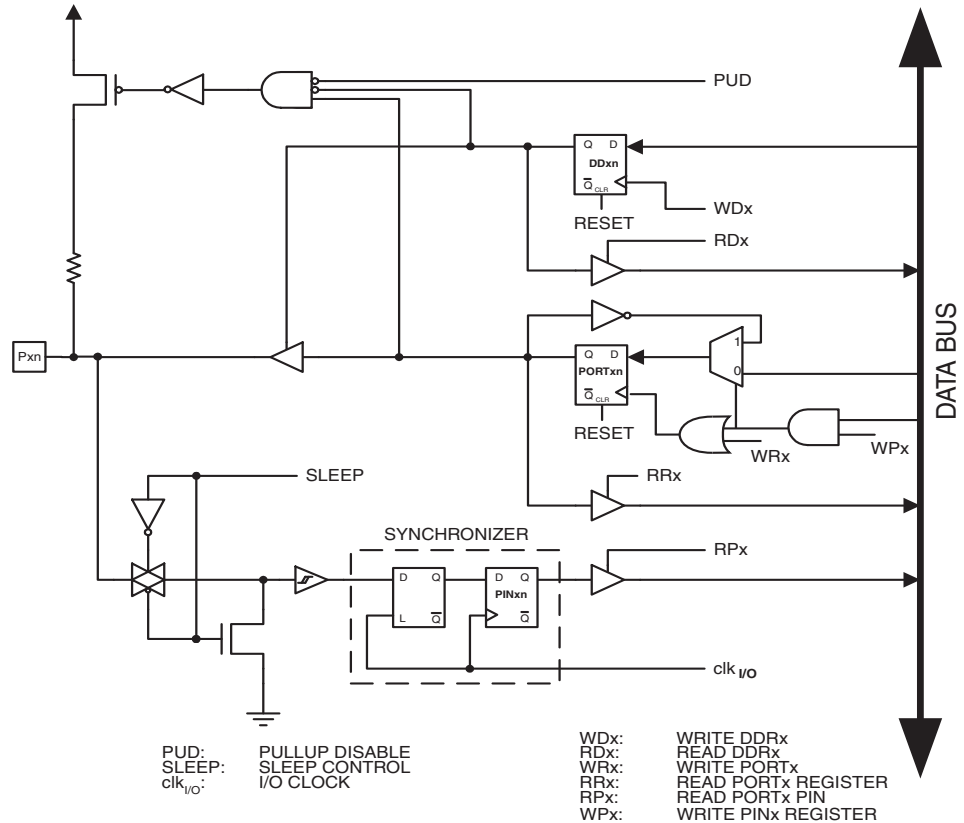 PUD
Q D
DDxn
Q CLR
WDx
RESET
RDx
Pxn
1
Q D
PORTxn
0
Q CLR
RESET
WRx
WPx
DATA BUS
SLEEP
RRx
SYNCHRONIZER
RPx
D Q
D Q
PINxn
L Q
Q
clk I/O
PUD: PULLUP DISABLE
SLEEP: SLEEP CONTROL
clkI/O: I/O CLOCK
WDx: WRITE DDRx
RDx: READ DDRx
WRx: WRITE PORTx
RRx: READ PORTx REGISTER
RPx: READ PORTx PIN
WPx: WRITE PINx REGISTER